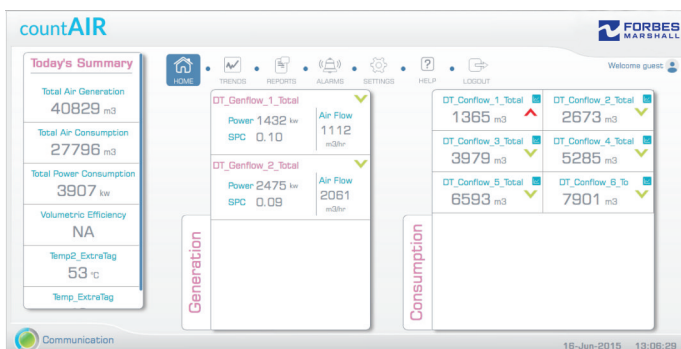 countAIR
FORBES
MARSHALL
Today's Summary
Total Air Generation
40829 m3
Total Air Consumption
27796 m3
Total Power Consumption
3907 kw
Volumetric Efficiency
NA
Temp2_ExtraTag
53 °C
Temp_ExtraTag
HOME
TRENDS
REPORTS
ALARMS
SETTINGS
HELP
LOGOUT
Welcome guest
DT_Genflow_1_Total
Power 1432 kw
SPC 0.10
Air Flow
1112
m3/hr
DT_Genflow_2_Total
Power 2475 kw
SPC 0.09
Air Flow
2061
m3/hr
Generation
DT_Conflow_1_Total
1365 m3
DT_Conflow_2_Total
2673 m3
DT_Conflow_3_Total
3979 m3
DT_Conflow_4_Total
5285 m3
DT_Conflow_5_Total
6593 m3
DT_Conflow_6_To
7901 m3
Consumption
Communication
16-Jun-2015 13:06:29